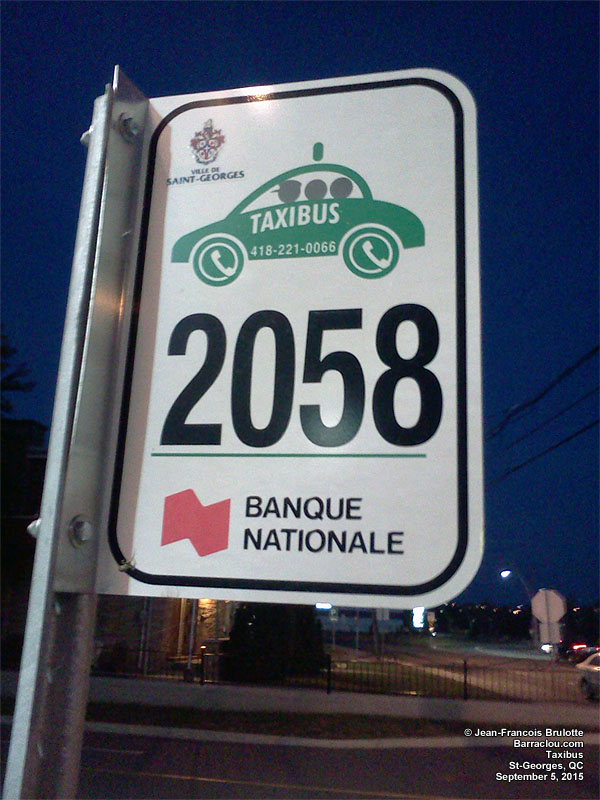 VILLE DE
SAINT-GEORGES
TAXIBUS
418-221-0066
2058
BANQUE
NATIONALE
© Jean-Francois Brulotte
Barraclou.com
Taxibus
St-Georges, QC
September 5, 2015